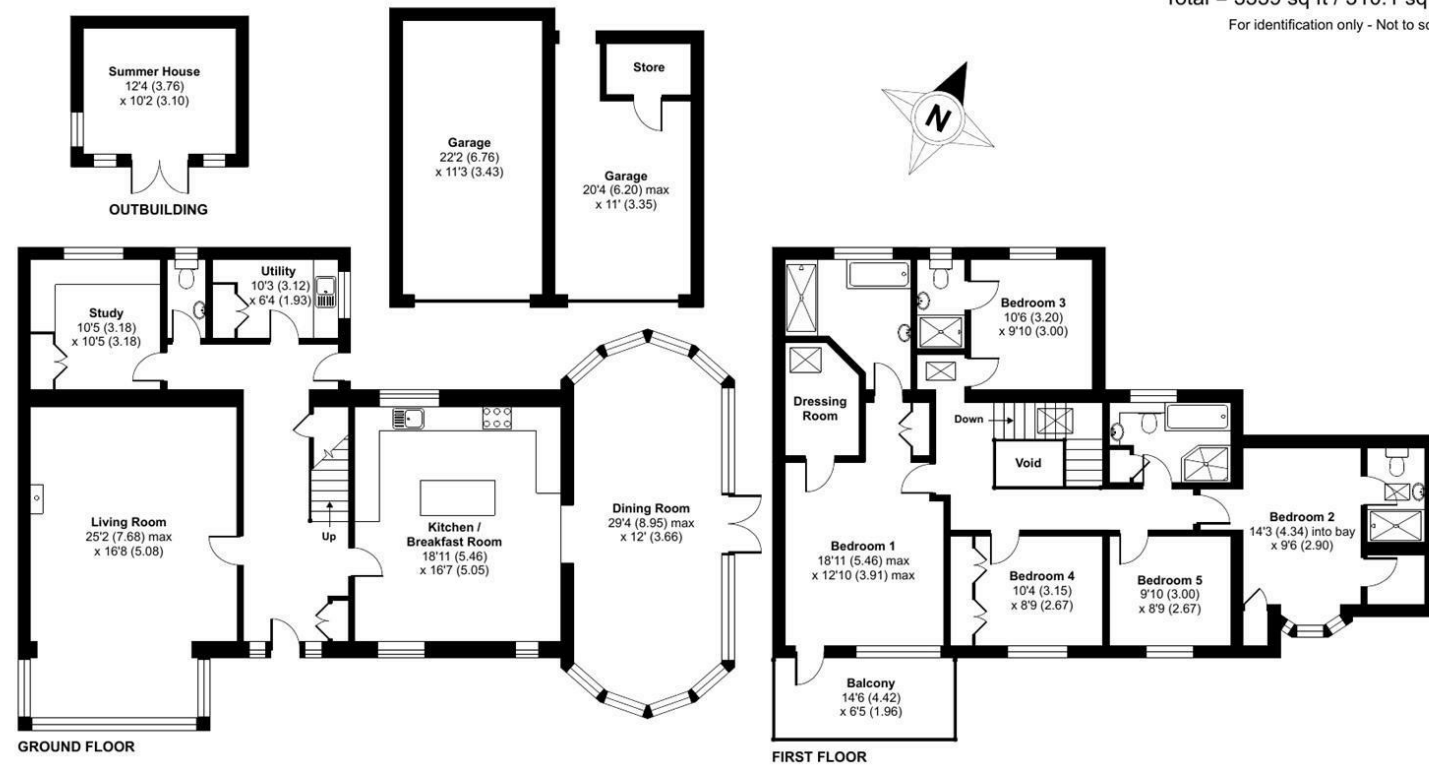 Total = 3339 sq ft / 310.1 sq
For identification only - Not to sc
Summer House
12'4 (3.76)
x 10'2 (3.10)
OUTBUILDING
Garage
22'2 (6.76)
x 11'3 (3.43)
Store
Garage
20'4 (6.20) max
x 11' (3.35)
N
Study
10'5 (3.18)
x 10'5 (3.18)
Utility
10'3 (3.12)
x 6'4 (1.93)
Living Room
25'2 (7.68) max
x 16'8 (5.08)
Up
Kitchen /
Breakfast Room
18'11 (5.46)
x 16'7 (5.05)
Dining Room
29'4 (8.95) max
x 12' (3.66)
GROUND FLOOR
Bedroom 3
10'6 (3.20)
x 9'10 (3.00)
Dressing
Room
Down
Void
Bedroom 1
18'11 (5.46) max
x 12'10 (3.91) max
Bedroom 2
14'3 (4.34) into bay
x 9'6 (2.90)
Bedroom 4
10'4 (3.15)
x 8'9 (2.67)
Bedroom 5
9'10 (3.00)
x 8'9 (2.67)
Balcony
14'6 (4.42)
x 6'5 (1.96)
FIRST FLOOR